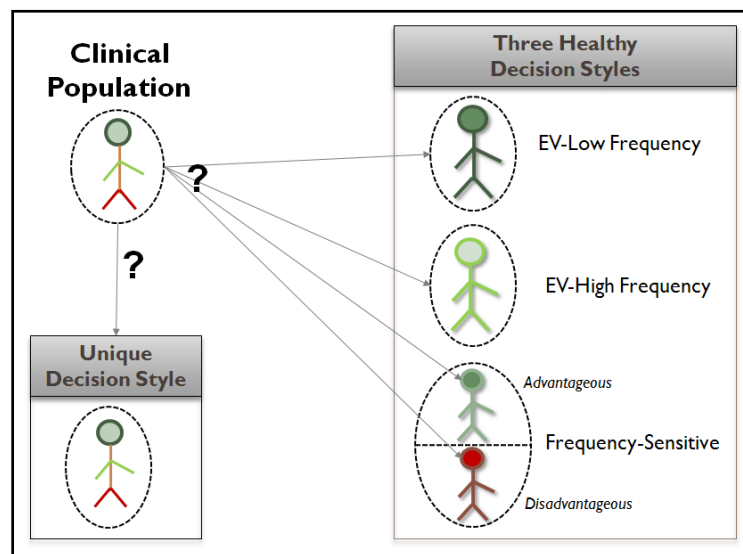 Clinical
Population
Three Healthy
Decision Styles
EV-Low Frequency
?
?
EV-High Frequency
Unique
Decision Style
Advantageous
Frequency-Sensitive
Disadvantageous